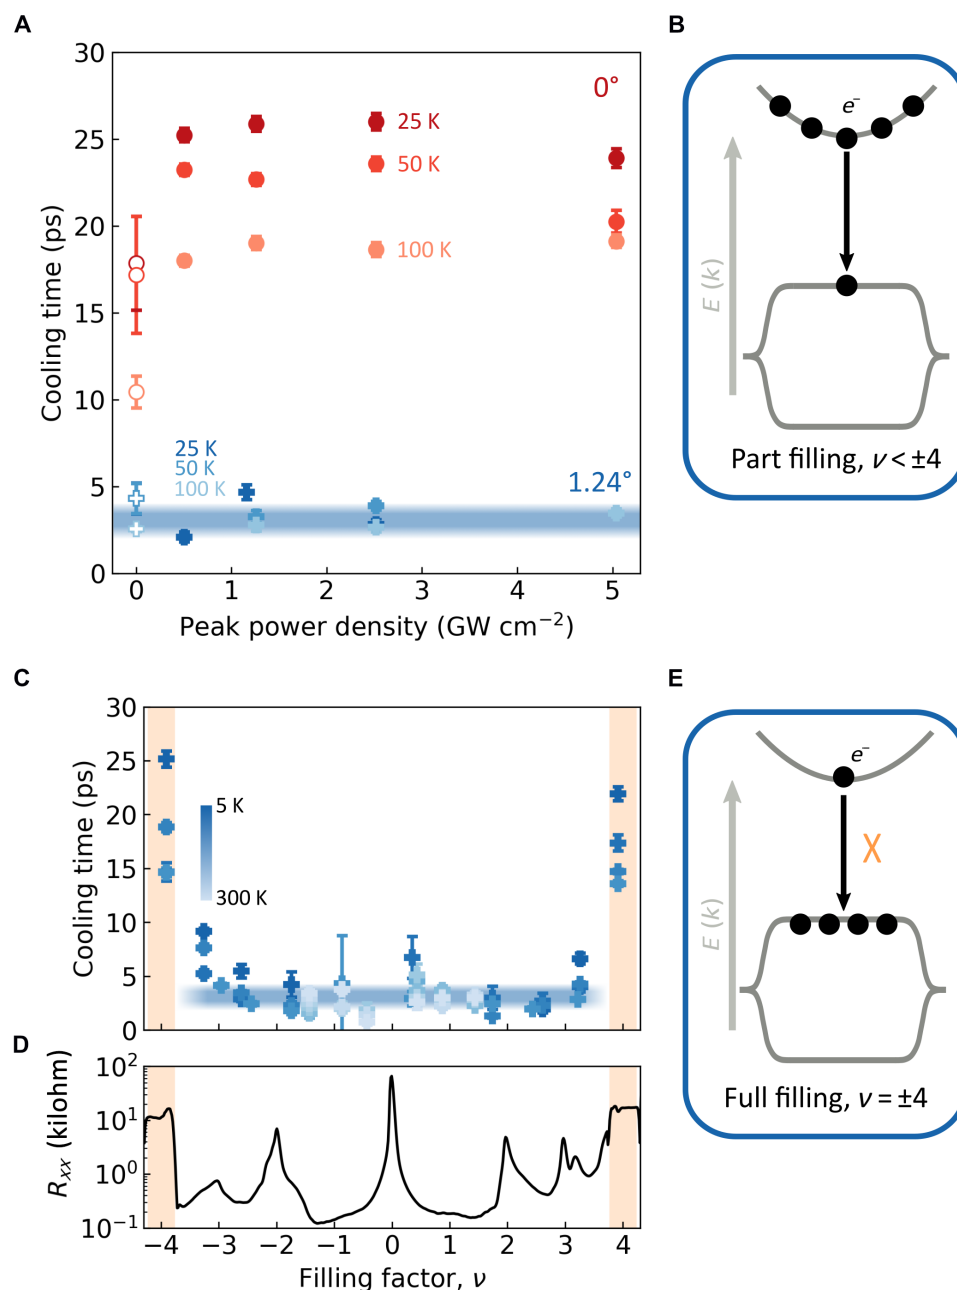 A
30
25
20
15
10
5
0
Cooling time (ps)
0°
25 K
50 K
100 K
25 K
50 K
100 K
1.24°
0 1 2 3 4 5
Peak power density (GW cm⁻²)
B
e⁻
E (k)
Part filling, ν < ±4
C
30
25
20
15
10
5
0
Cooling time (ps)
5 K
300 K
D
10²
10¹
10⁰
10⁻¹
Rₓₓ (kilohm)
−4 −3 −2 −1 0 1 2 3 4
Filling factor, ν
E
e⁻
X
E (k)
Full filling, ν = ±4